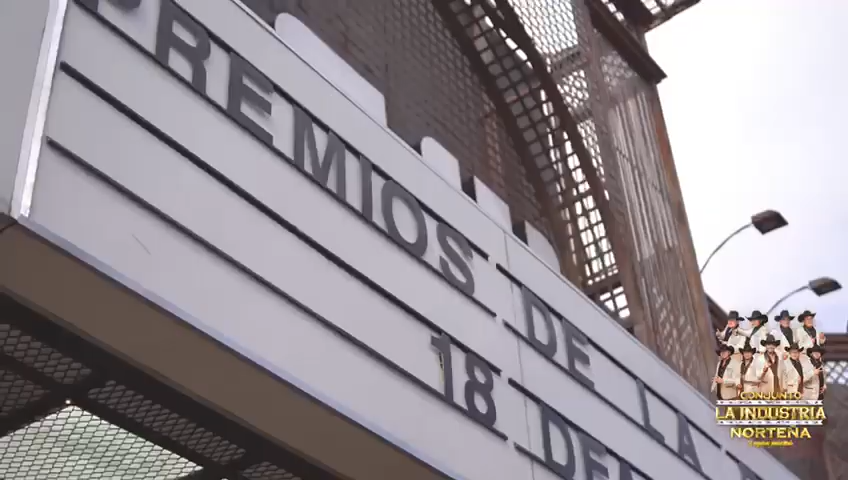 PREMIOS DE LA
18 DE
CONJUNTO
LA INDUSTRIA
NORTEÑA